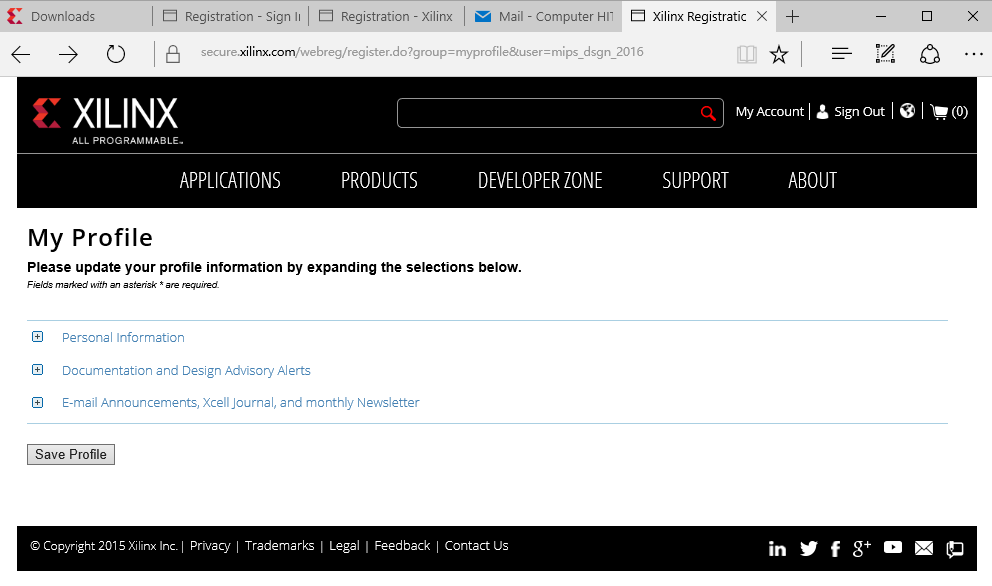 Downloads
Registration - Sign I
Registration - Xilinx
Mail - Computer HI
Xilinx Registratic
secure.xilinx.com/webreg/register.do?group=myprofile&user=mips_dsgn_2016
XILINX
ALL PROGRAMMABLE™
My Account | Sign Out | | (0)
APPLICATIONS PRODUCTS DEVELOPER ZONE SUPPORT ABOUT
My Profile
Please update your profile information by expanding the selections below.
Fields marked with an asterisk * are required.
Personal Information
Documentation and Design Advisory Alerts
E-mail Announcements, Xcell Journal, and monthly Newsletter
Save Profile
© Copyright 2015 Xilinx Inc. | Privacy | Trademarks | Legal | Feedback | Contact Us